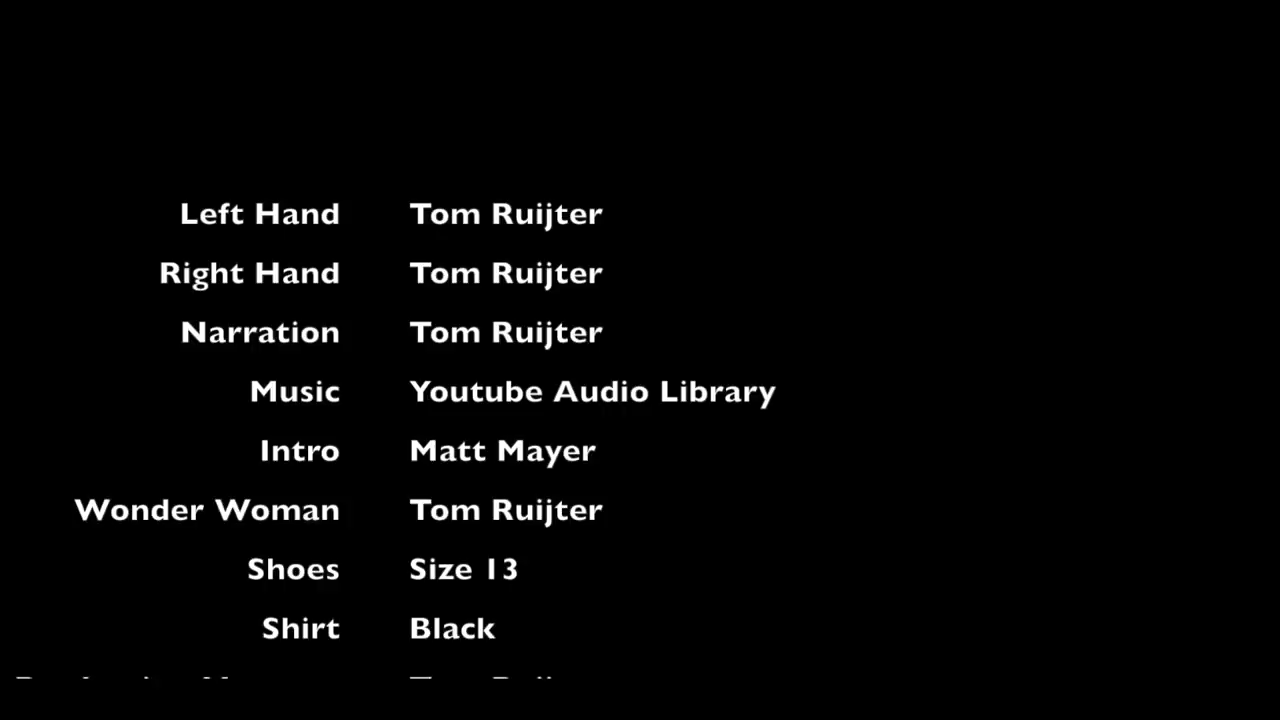 Left Hand Tom Ruijter
Right Hand Tom Ruijter
Narration Tom Ruijter
Music Youtube Audio Library
Intro Matt Mayer
Wonder Woman Tom Ruijter
Shoes Size 13
Shirt Black